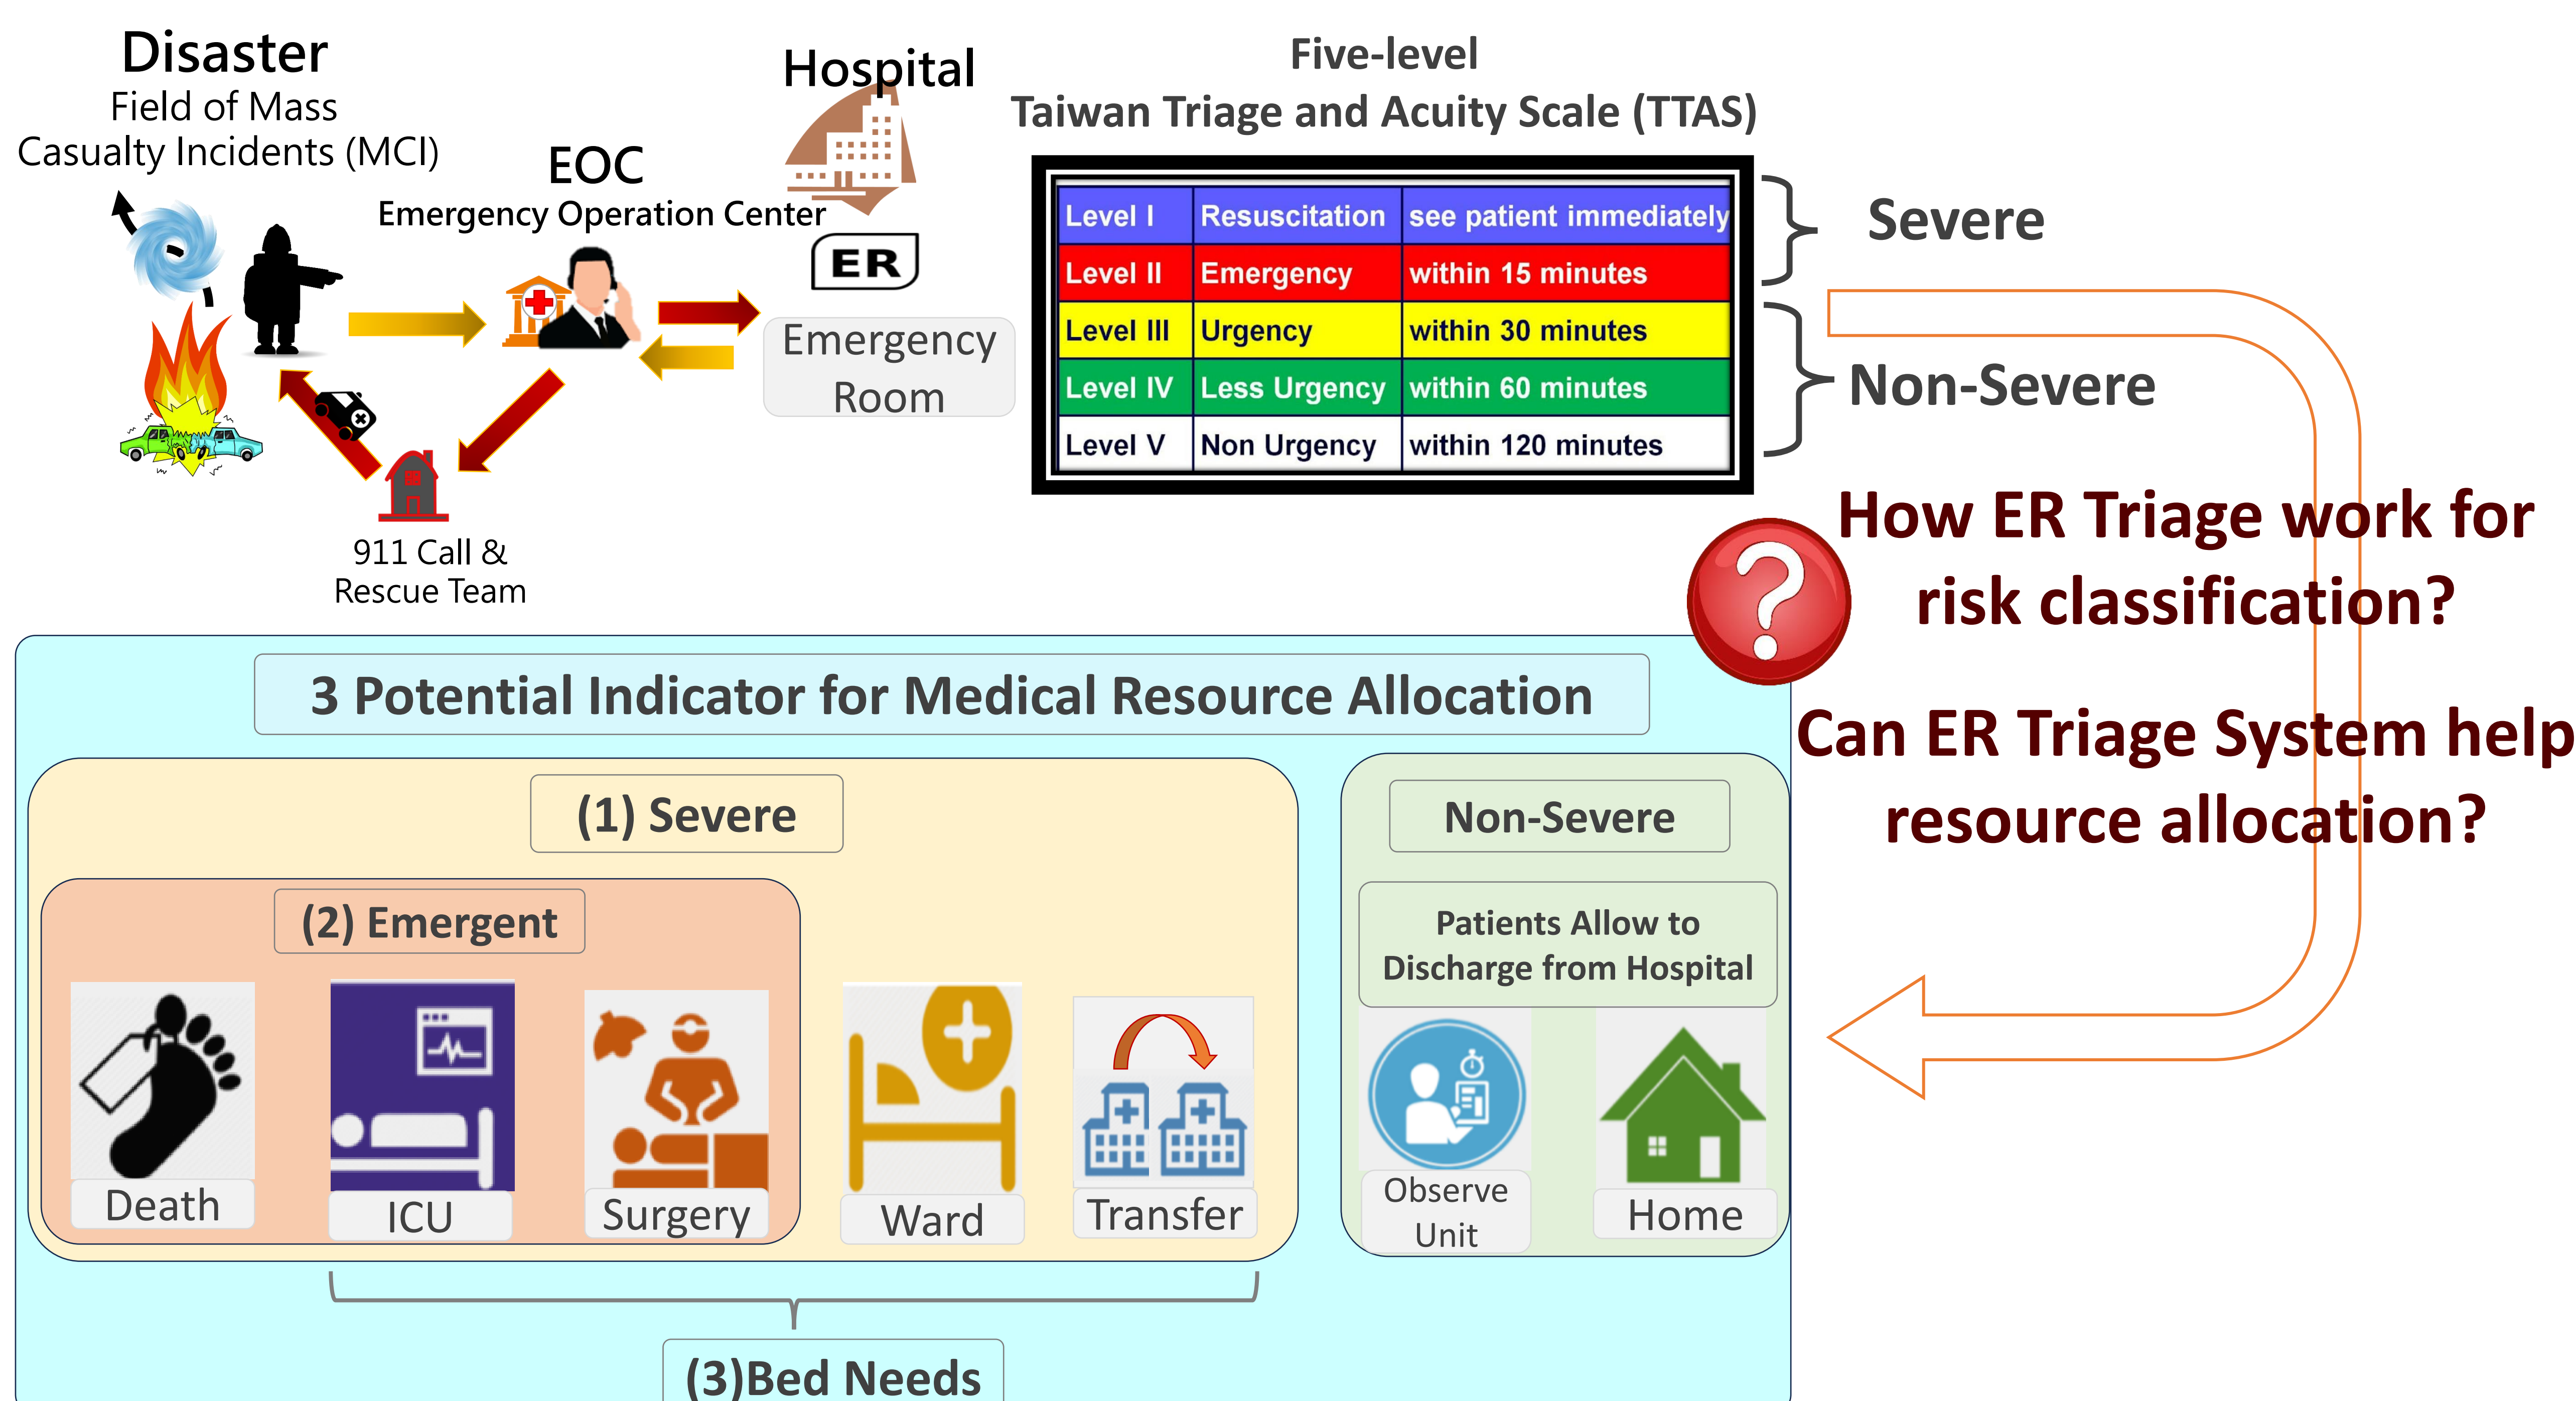 Disaster
Field of Mass
Casualty Incidents (MCI)
EOC
Emergency Operation Center
Hospital
ER
Emergency
Room
911 Call &
Rescue Team
Five-level
Taiwan Triage and Acuity Scale (TTAS)
Level I Resuscitation see patient immediately
Level II Emergency within 15 minutes
Level III Urgency within 30 minutes
Level IV Less Urgency within 60 minutes
Level V Non Urgency within 120 minutes
Severe
Non-Severe
?
How ER Triage work for
risk classification?
Can ER Triage System help
resource allocation?
3 Potential Indicator for Medical Resource Allocation
(1) Severe
(2) Emergent
Death
ICU
Surgery
Ward
Transfer
Non-Severe
Patients Allow to
Discharge from Hospital
Observe
Unit
Home
(3)Bed Needs